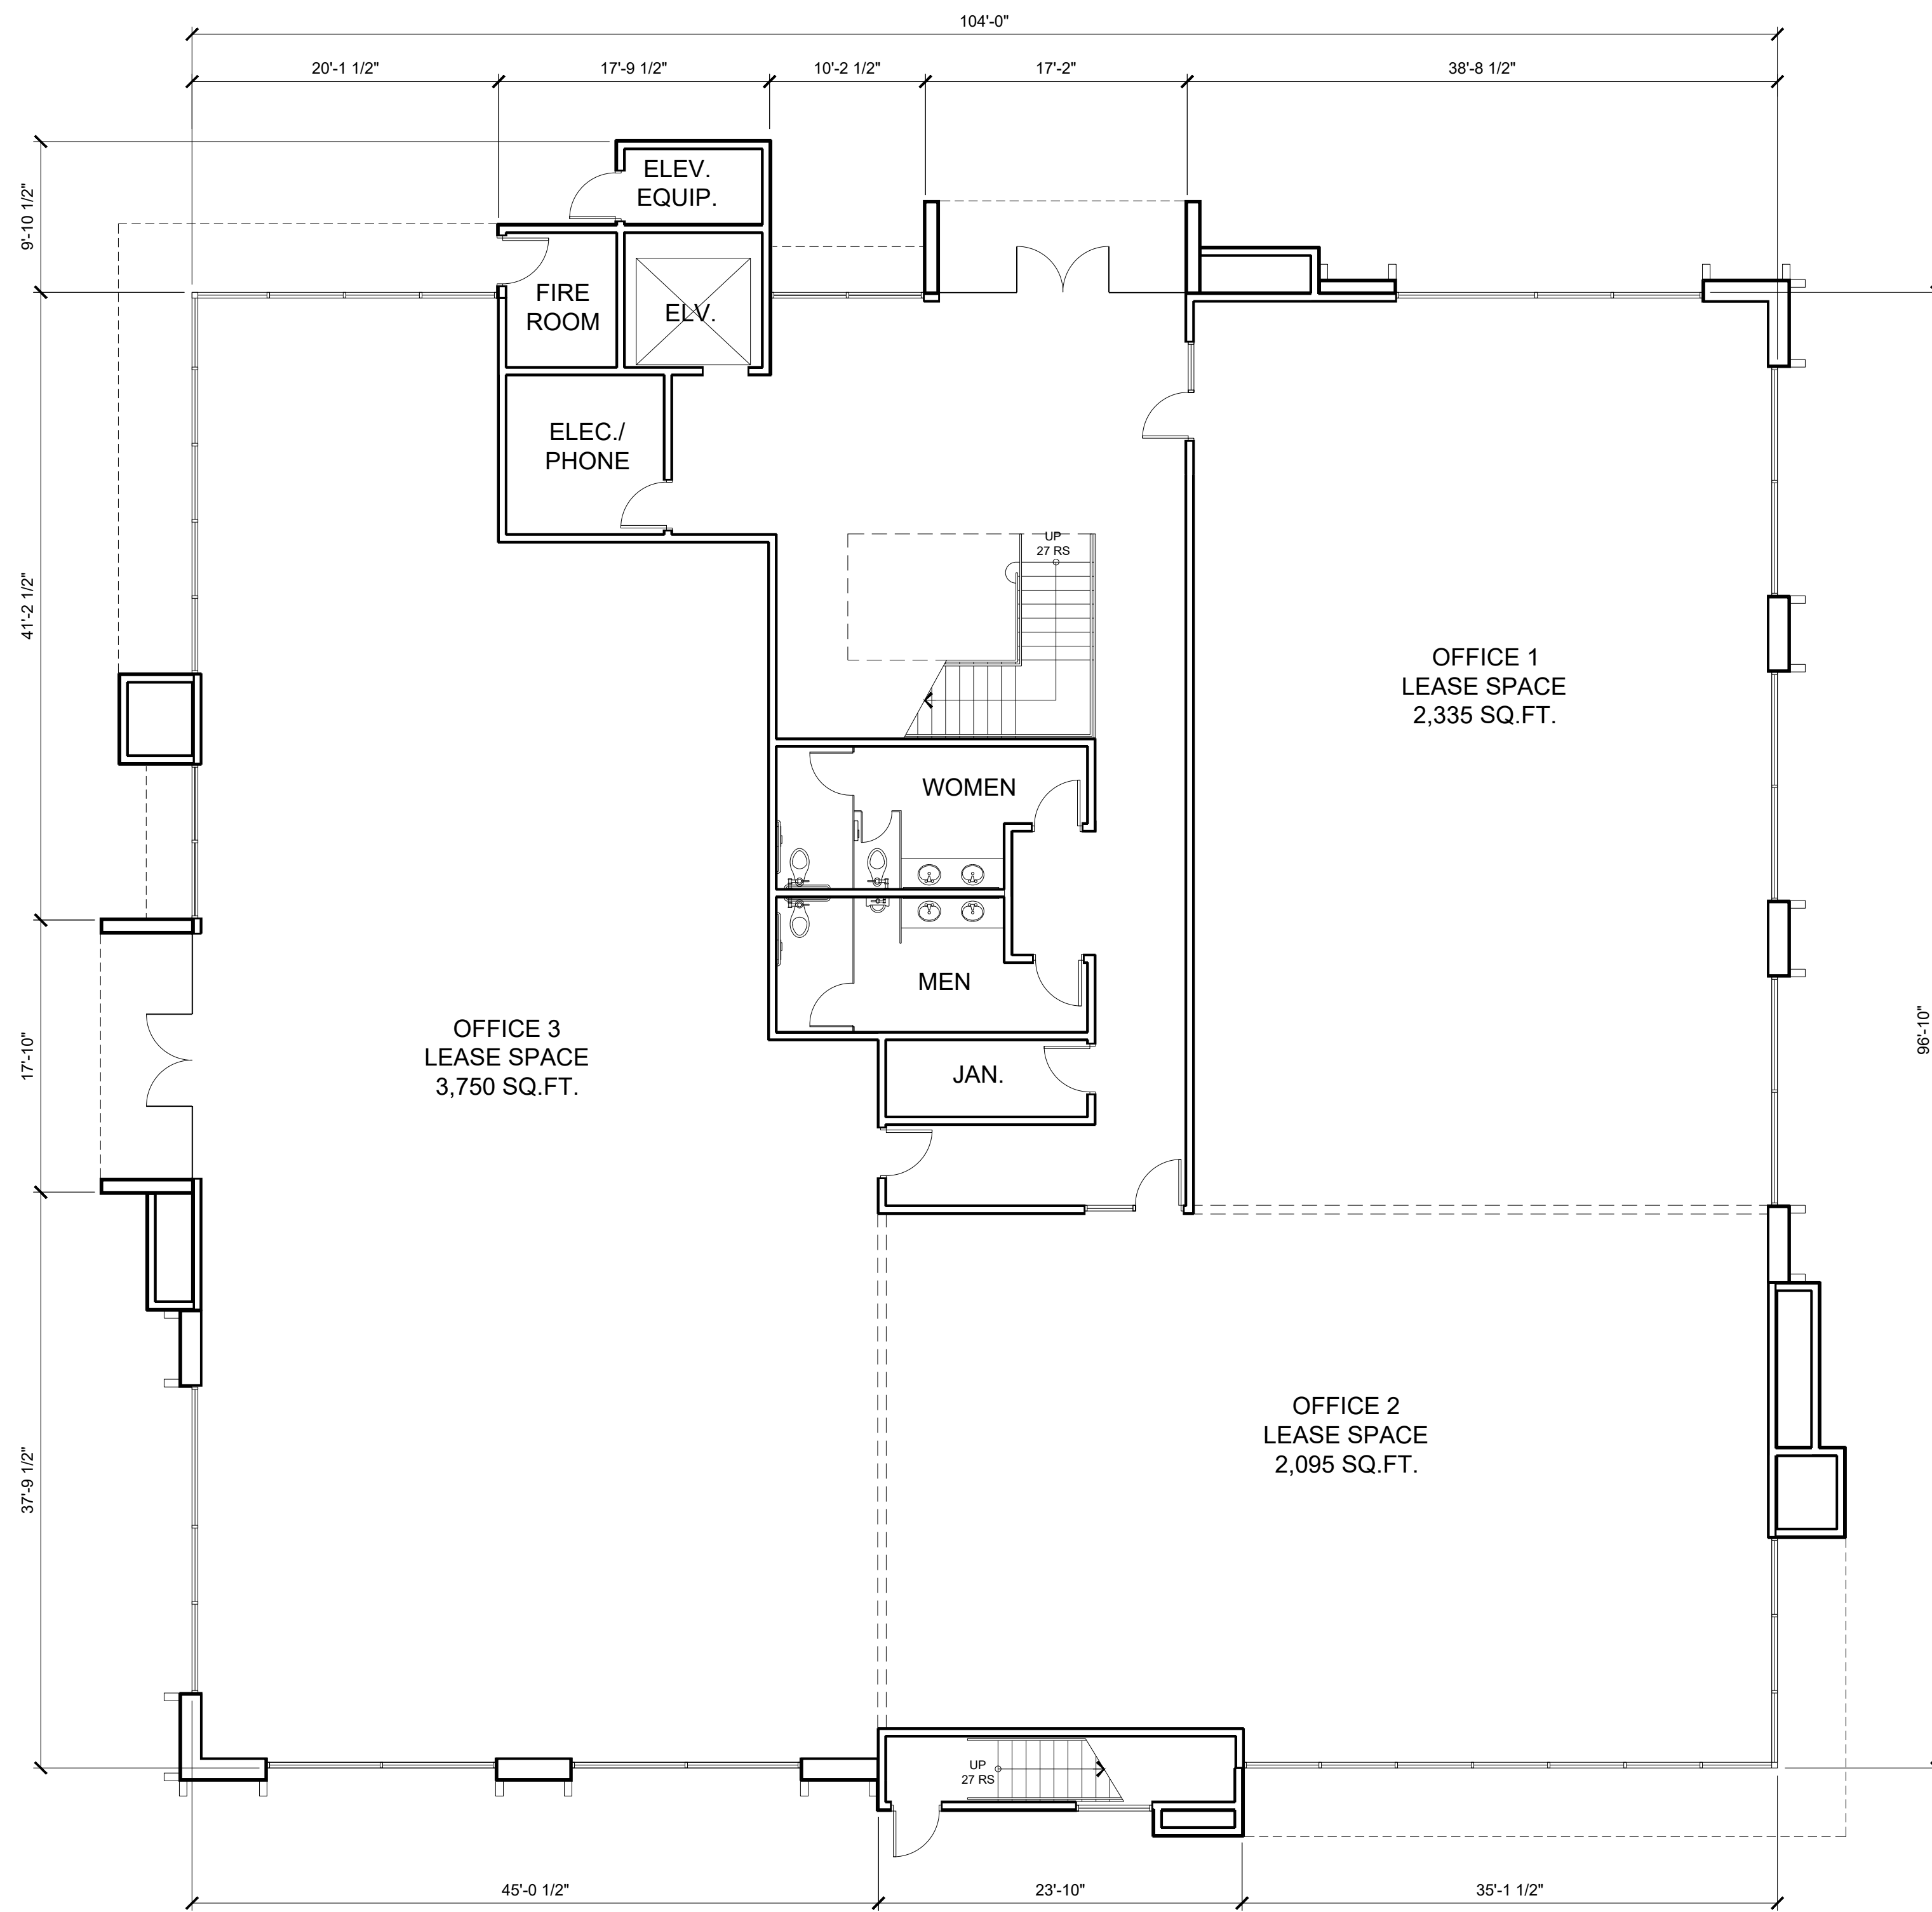 104'-0"
20'-1 1/2"
17'-9 1/2"
10'-2 1/2"
17'-2"
38'-8 1/2"
9'-10 1/2"
ELEV.
EQUIP.
FIRE
ROOM
ELV.
ELEC./
PHONE
UP
27 RS
41'-2 1/2"
OFFICE 1
LEASE SPACE
2,335 SQ.FT.
WOMEN
MEN
OFFICE 3
LEASE SPACE
3,750 SQ.FT.
JAN.
17'-10"
96'-10"
OFFICE 2
LEASE SPACE
2,095 SQ.FT.
37'-9 1/2"
UP
27 RS
45'-0 1/2"
23'-10"
35'-1 1/2"